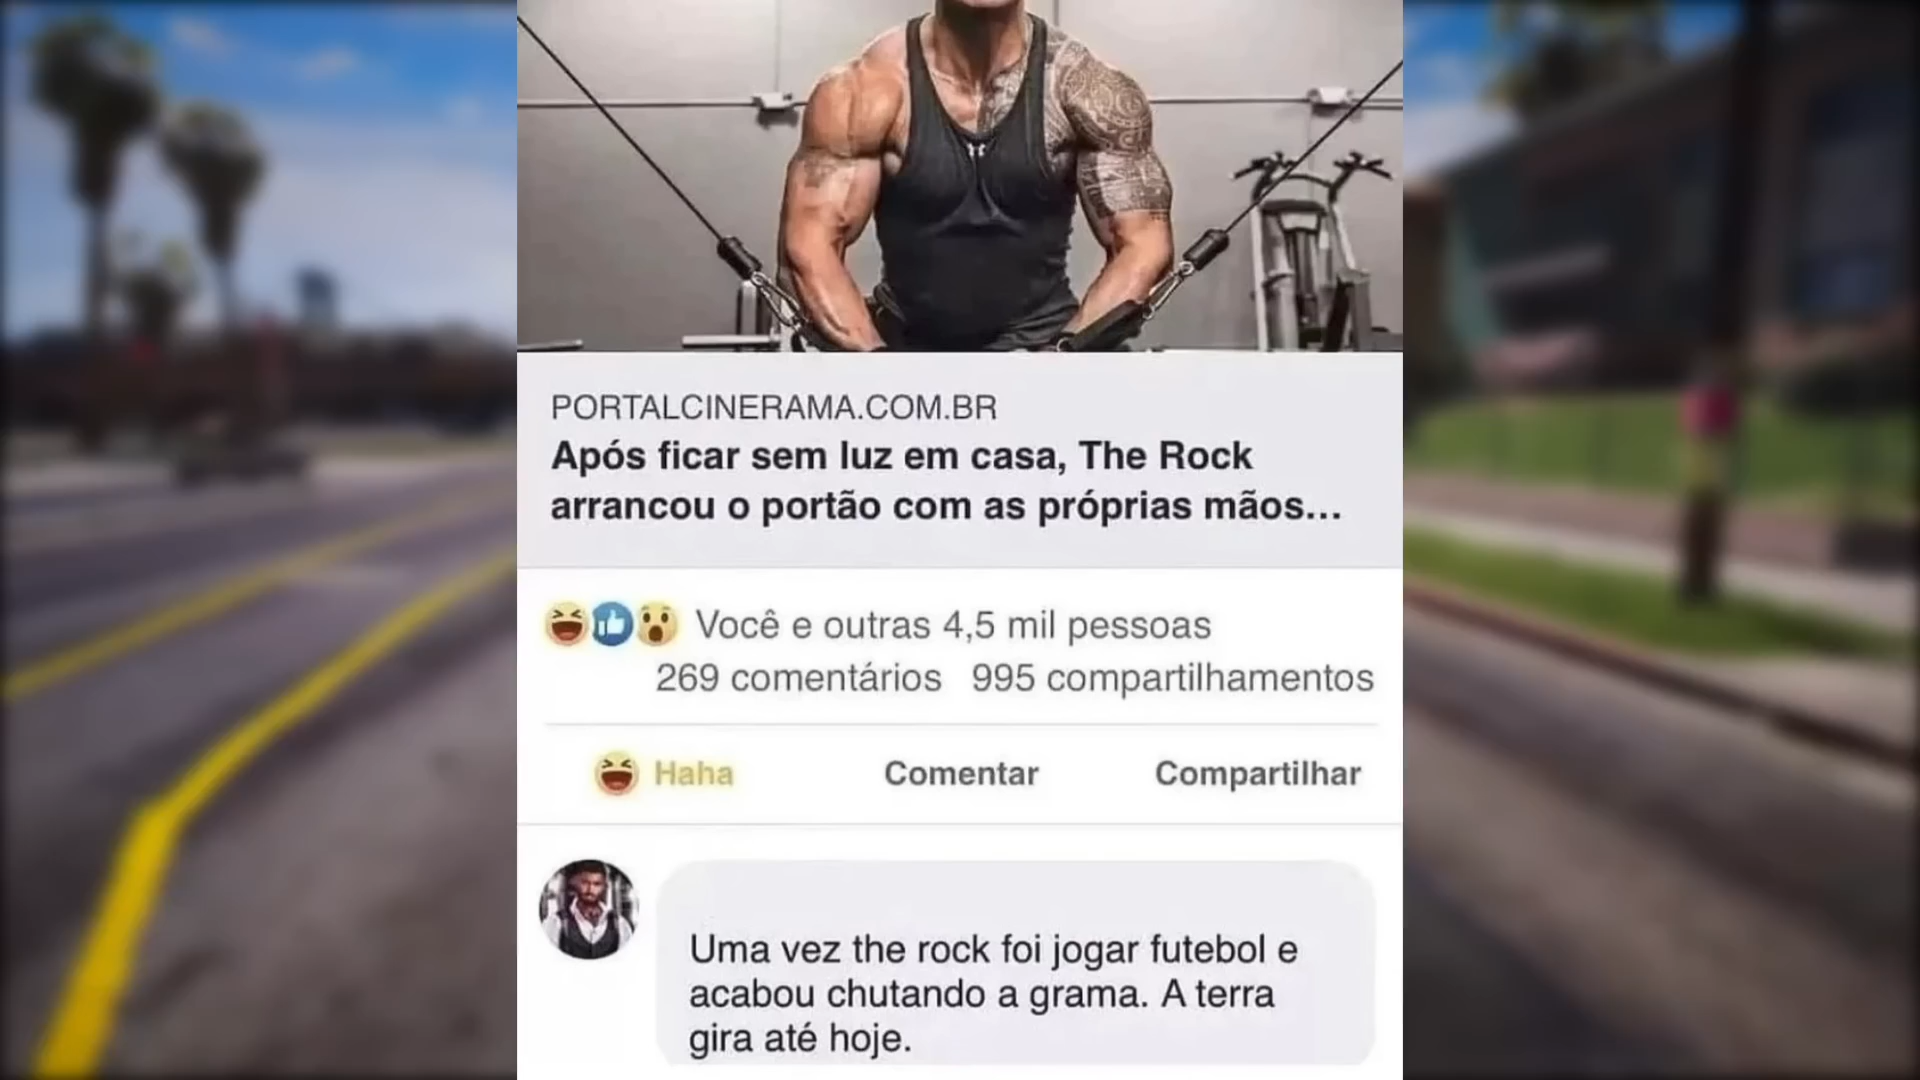 PORTALCINERAMA.COM.BR
Após ficar sem luz em casa, The Rock
arrancou o portão com as próprias mãos...
Você e outras 4,5 mil pessoas
269 comentários 995 compartilhamentos
Haha Comentar Compartilhar
Uma vez the rock foi jogar futebol e
acabou chutando a grama. A terra
gira até hoje.